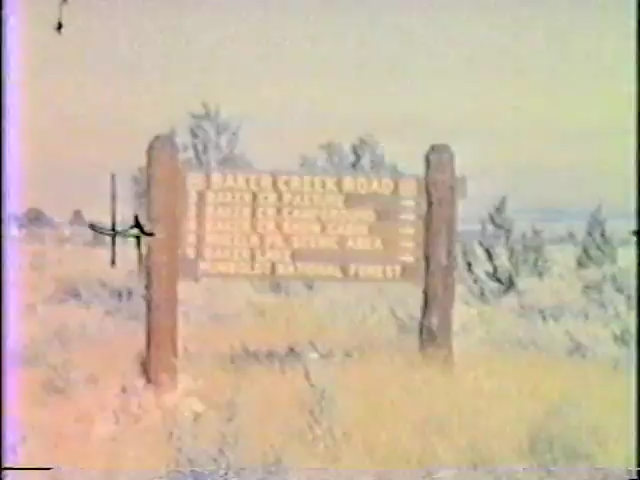 BAKER CREEK ROAD
BAKER CR. PASTURE
BAKER CR. CAMPGROUND
BAKER CR. SNOW CABIN
WHEELER PK. SCENIC AREA
BAKER LAKE
HUMBOLDT NATIONAL FOREST